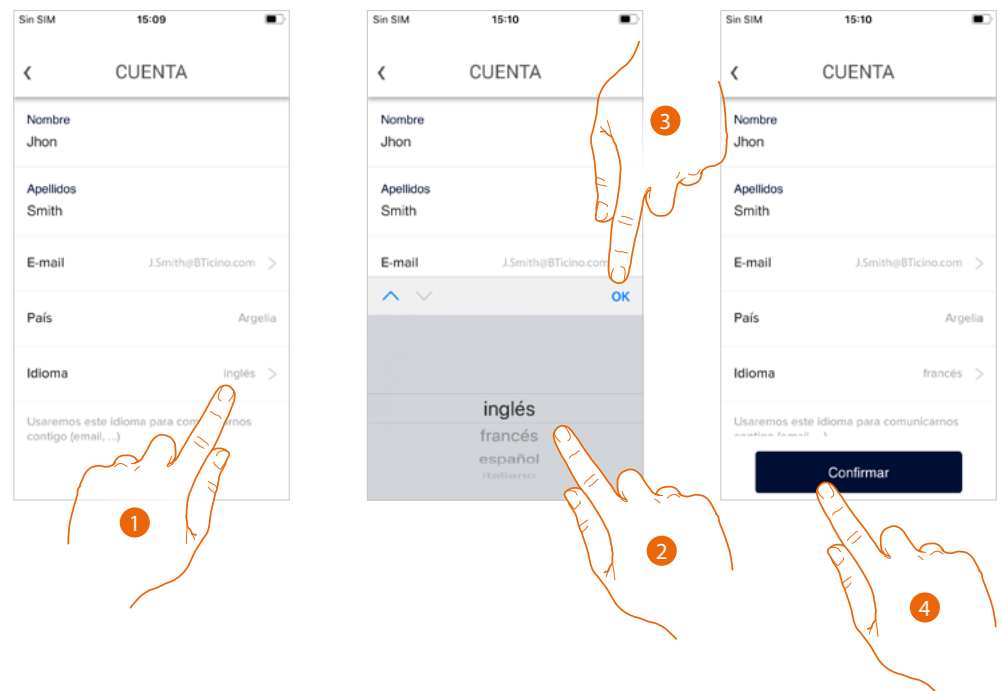 Sin SIM 15:09
CUENTA
Nombre
Jhon
Apellidos
Smith
E-mail J.Smith@BTicino.com
País Argelia
Idioma inglés
Usaremos este idioma para comunicarnos
contigo (email, ...)
1
Sin SIM 15:10
CUENTA
3
Nombre
Jhon
Apellidos
Smith
E-mail J.Smith@BTicino.com
OK
inglés
francés
español
italiano
2
Sin SIM 15:10
CUENTA
Nombre
Jhon
Apellidos
Smith
E-mail J.Smith@BTicino.com
País Argelia
Idioma francés
Usaremos este idioma para comunicarnos
contigo (email, ...)
Confirmar
4